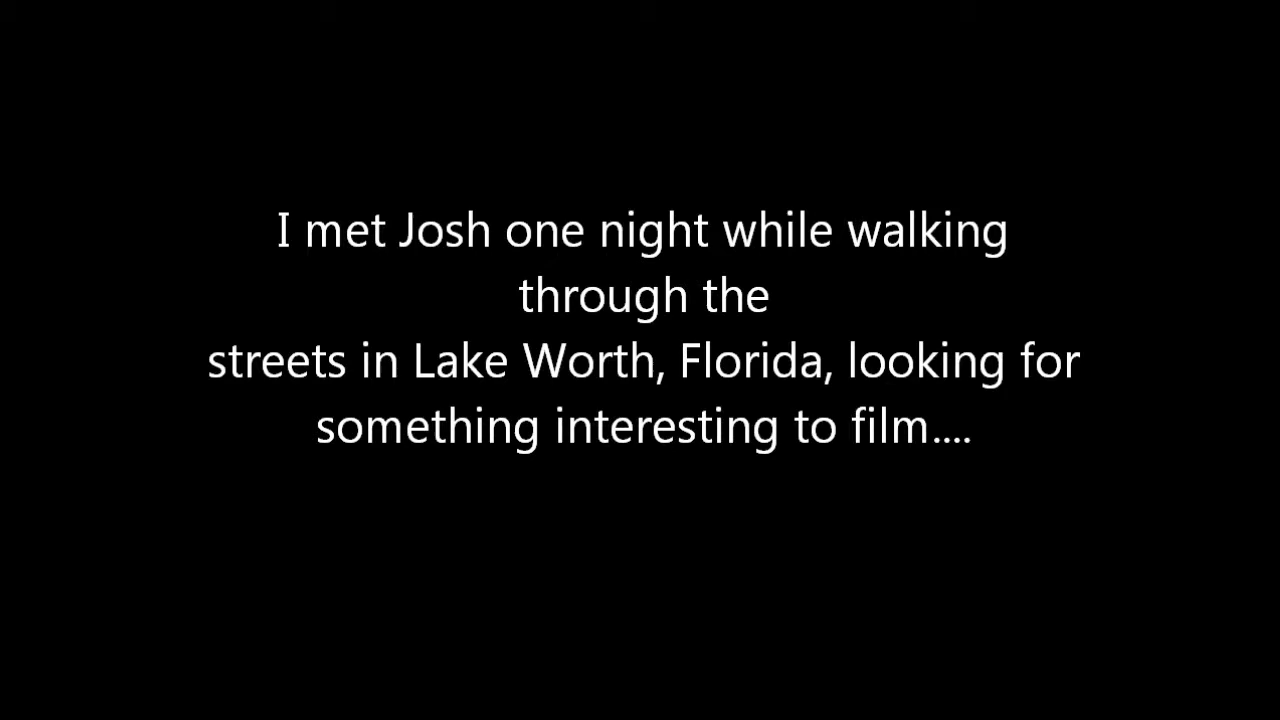 I met Josh one night while walking
through the
streets in Lake Worth, Florida, looking for
something interesting to film....